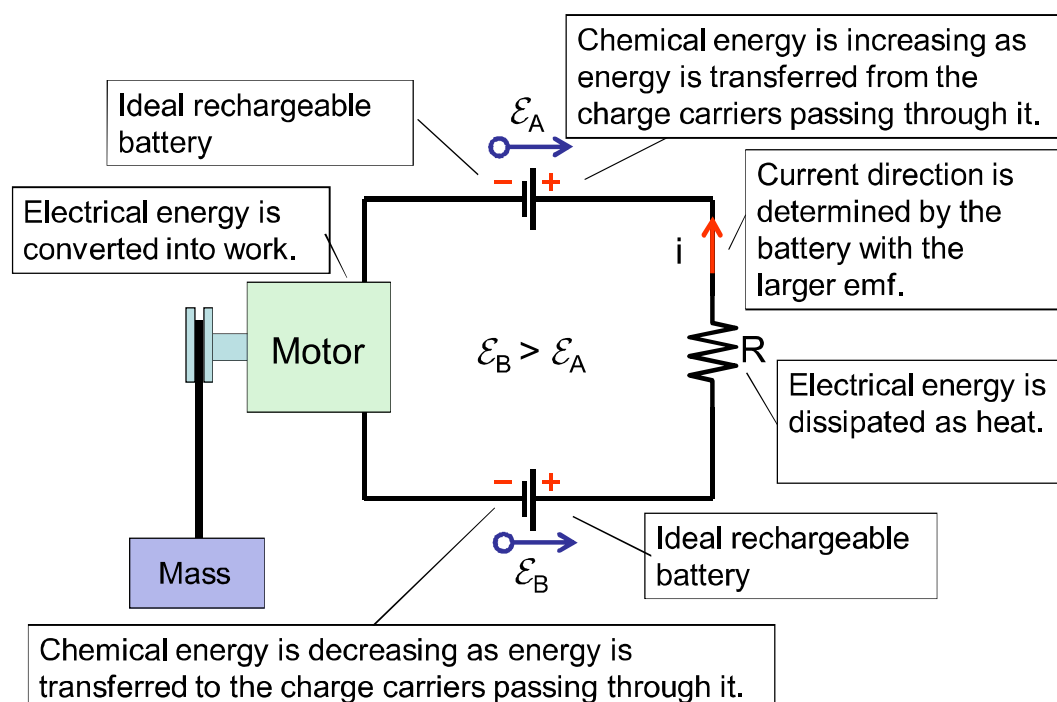 Chemical energy is increasing as
energy is transferred from the
charge carriers passing through it.
Ideal rechargeable
battery
ℰA
− +
Current direction is
determined by the
battery with the
larger emf.
Electrical energy is
converted into work.
i
Motor
ℰB > ℰA
R
Electrical energy is
dissipated as heat.
− +
ℰB
Ideal rechargeable
battery
Mass
Chemical energy is decreasing as energy is
transferred to the charge carriers passing through it.